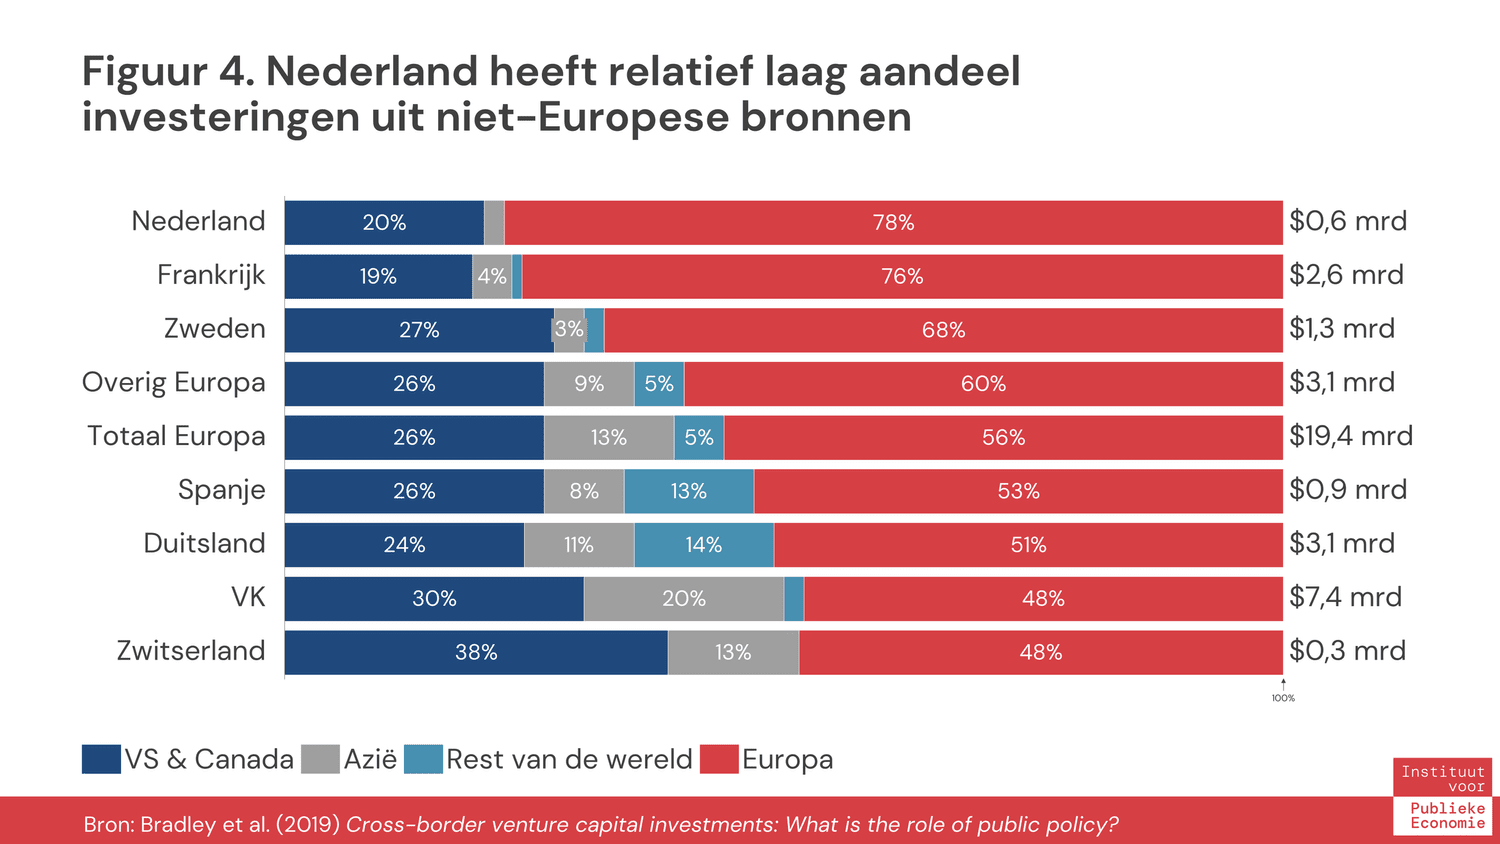 Figuur 4. Nederland heeft relatief laag aandeel
investeringen uit niet-Europese bronnen
Nederland 20% 78% $0,6 mrd
Frankrijk 19% 4% 76% $2,6 mrd
Zweden 27% 3% 68% $1,3 mrd
Overig Europa 26% 9% 5% 60% $3,1 mrd
Totaal Europa 26% 13% 5% 56% $19,4 mrd
Spanje 26% 8% 13% 53% $0,9 mrd
Duitsland 24% 11% 14% 51% $3,1 mrd
VK 30% 20% 48% $7,4 mrd
Zwitserland 38% 13% 48% $0,3 mrd
100%
VS & Canada Azië Rest van de wereld Europa
Instituut
voor
Publieke
Economie
Bron: Bradley et al. (2019) Cross-border venture capital investments: What is the role of public policy?